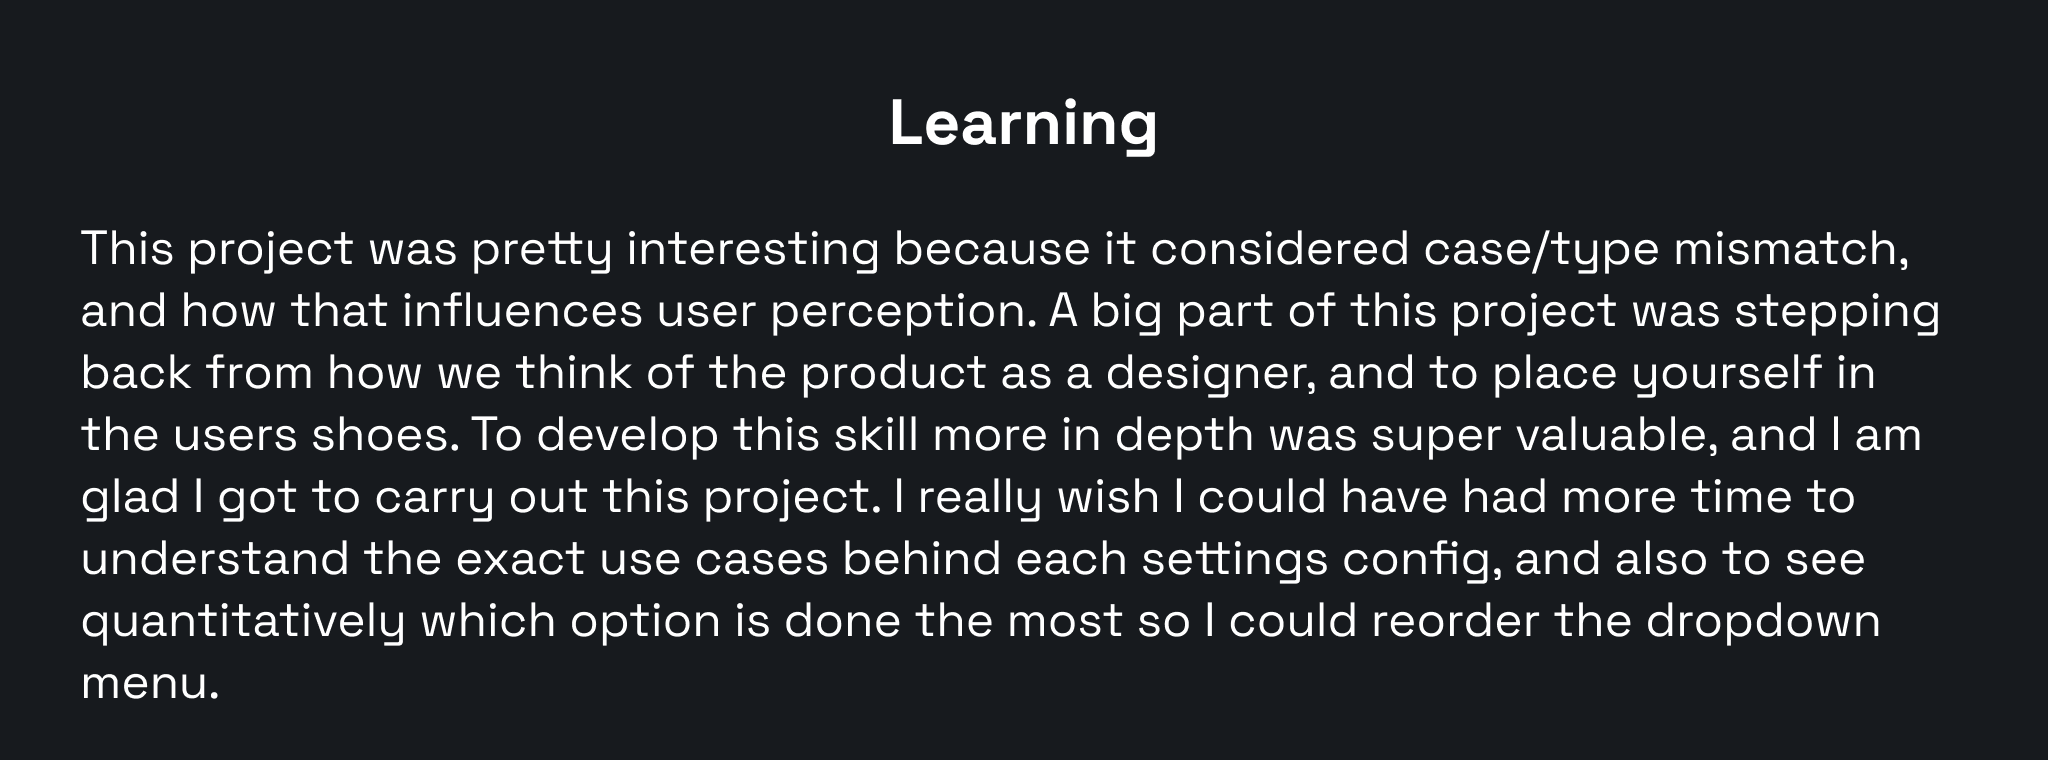 Learning
This project was pretty interesting because it considered case/type mismatch,
and how that influences user perception. A big part of this project was stepping
back from how we think of the product as a designer, and to place yourself in
the users shoes. To develop this skill more in depth was super valuable, and I am
glad I got to carry out this project. I really wish I could have had more time to
understand the exact use cases behind each settings config, and also to see
quantitatively which option is done the most so I could reorder the dropdown
menu.